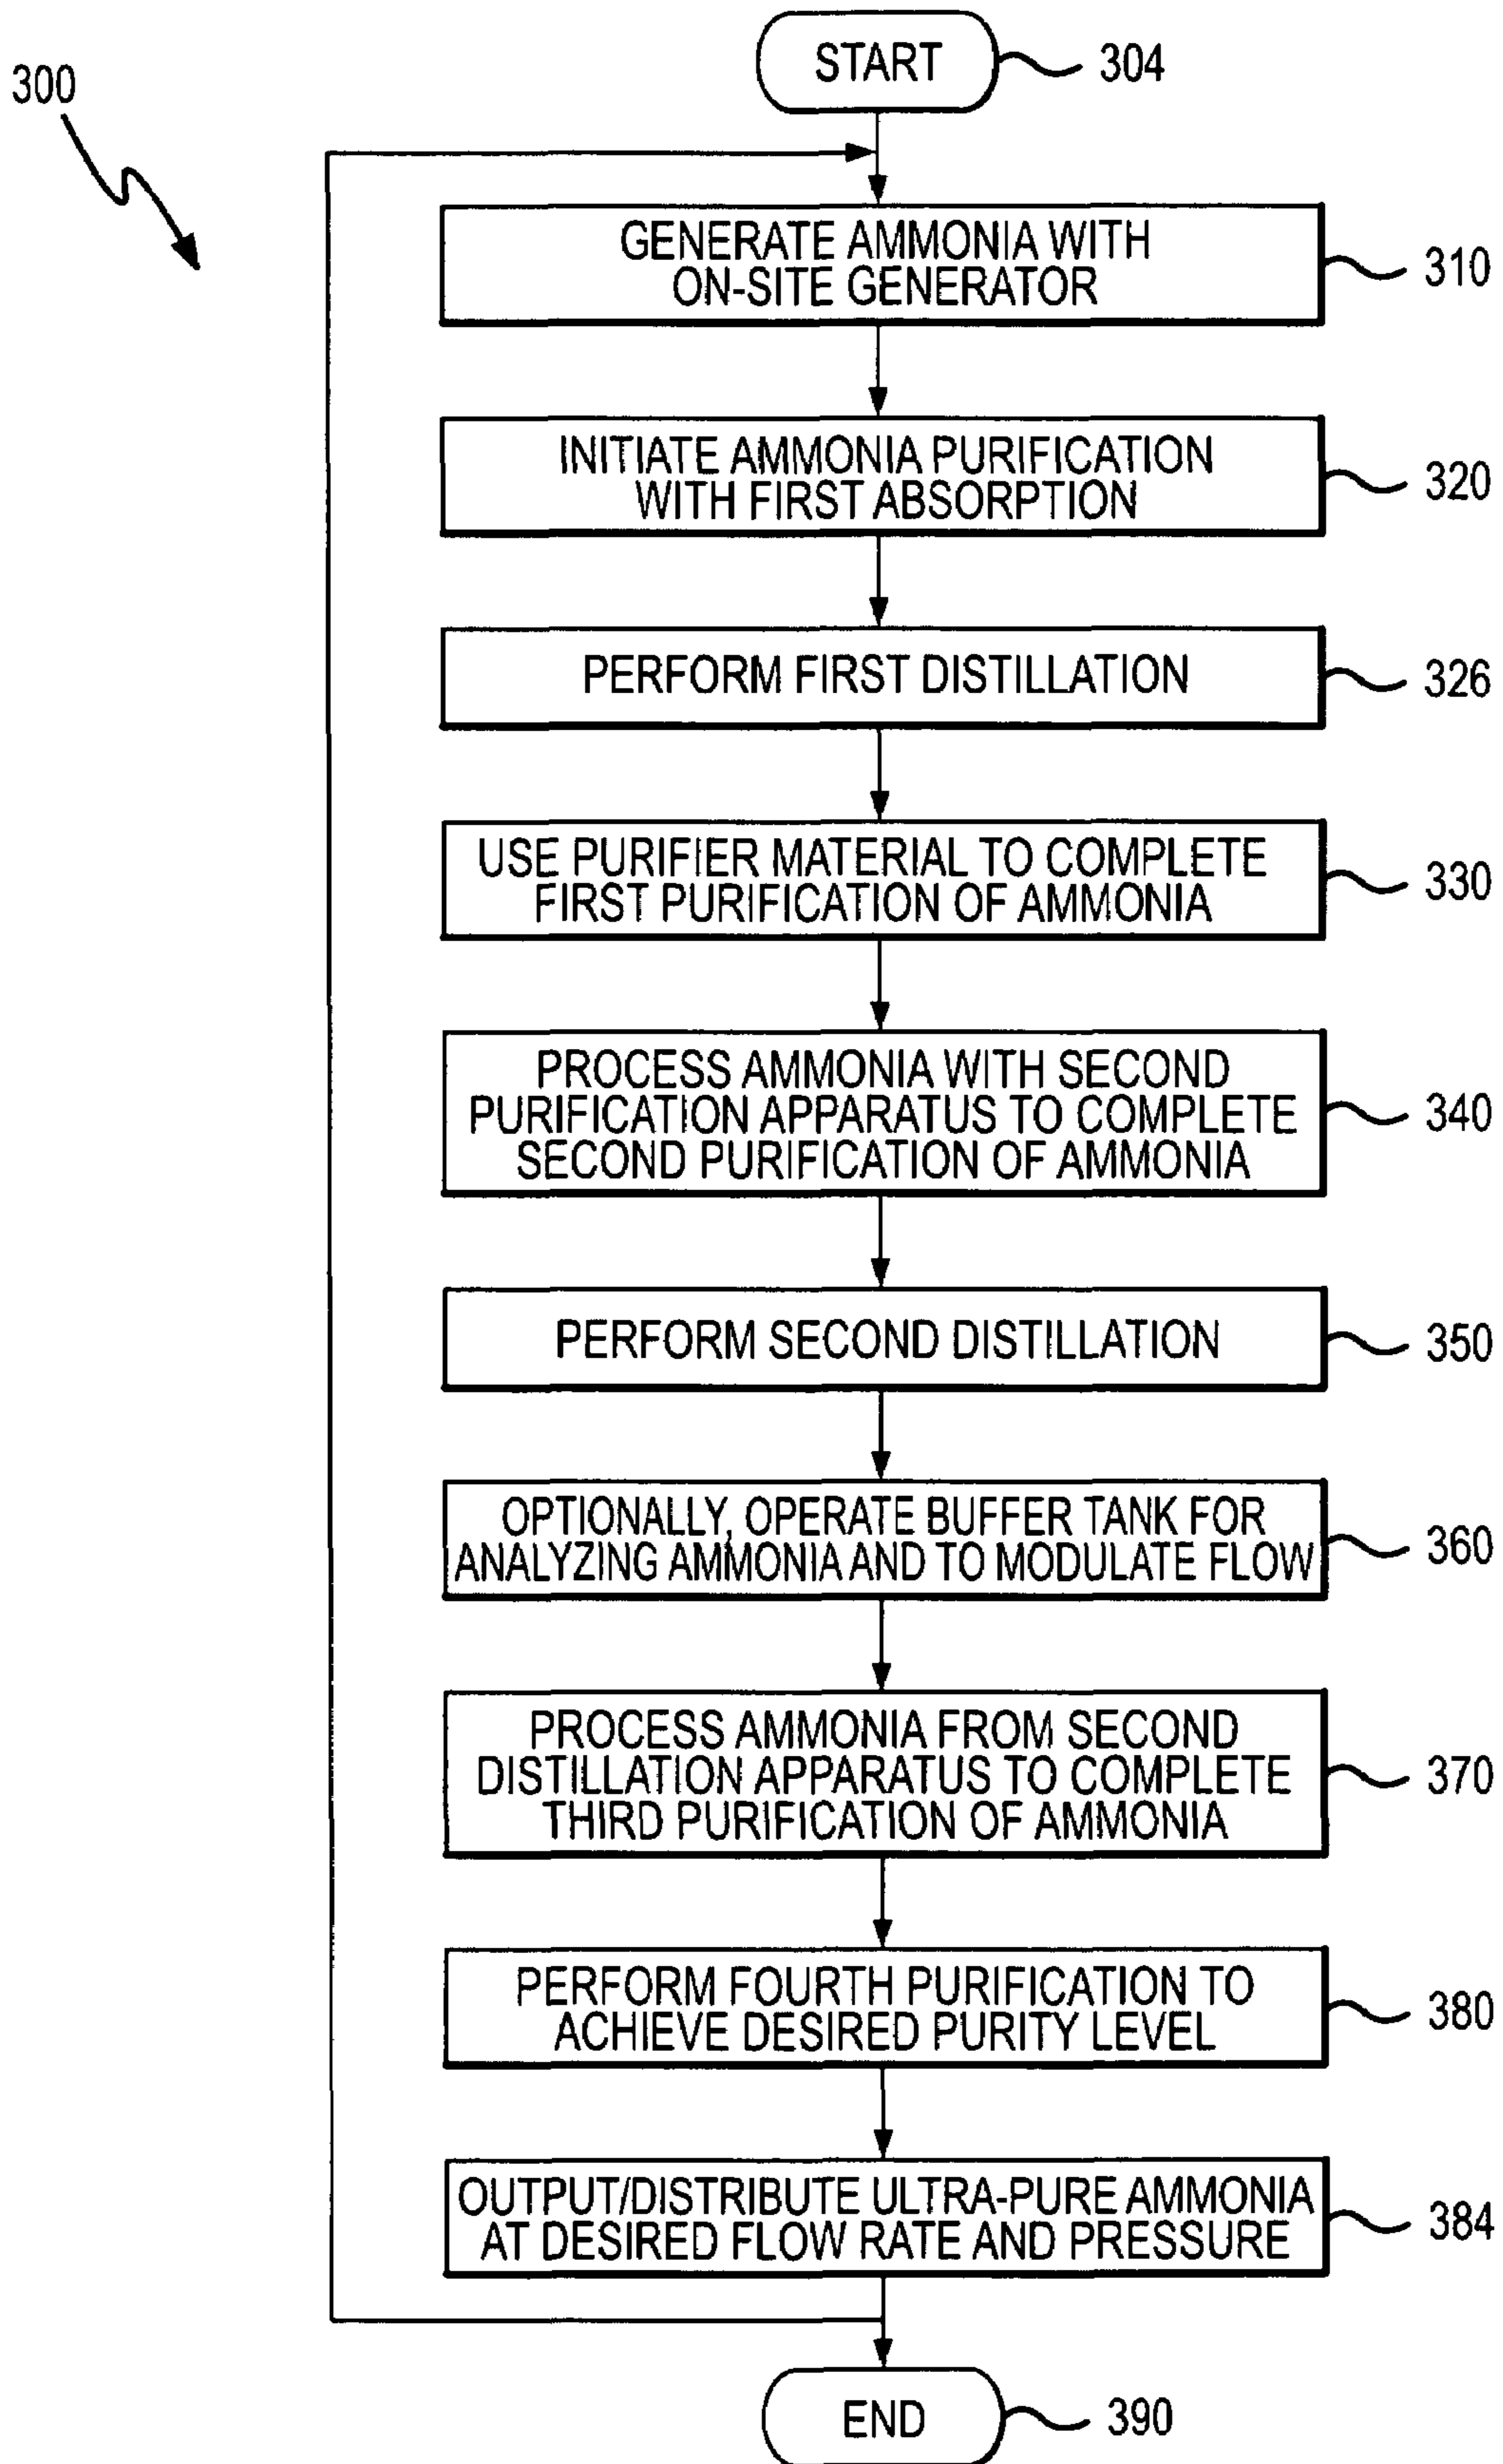 300
START
304
GENERATE AMMONIA WITH
ON-SITE GENERATOR
310
INITIATE AMMONIA PURIFICATION
WITH FIRST ABSORPTION
320
PERFORM FIRST DISTILLATION
326
USE PURIFIER MATERIAL TO COMPLETE
FIRST PURIFICATION OF AMMONIA
330
PROCESS AMMONIA WITH SECOND
PURIFICATION APPARATUS TO COMPLETE
SECOND PURIFICATION OF AMMONIA
340
PERFORM SECOND DISTILLATION
350
OPTIONALLY, OPERATE BUFFER TANK FOR
ANALYZING AMMONIA AND TO MODULATE FLOW
360
PROCESS AMMONIA FROM SECOND
DISTILLATION APPARATUS TO COMPLETE
THIRD PURIFICATION OF AMMONIA
370
PERFORM FOURTH PURIFICATION TO
ACHIEVE DESIRED PURITY LEVEL
380
OUTPUT/DISTRIBUTE ULTRA-PURE AMMONIA
AT DESIRED FLOW RATE AND PRESSURE
384
END
390